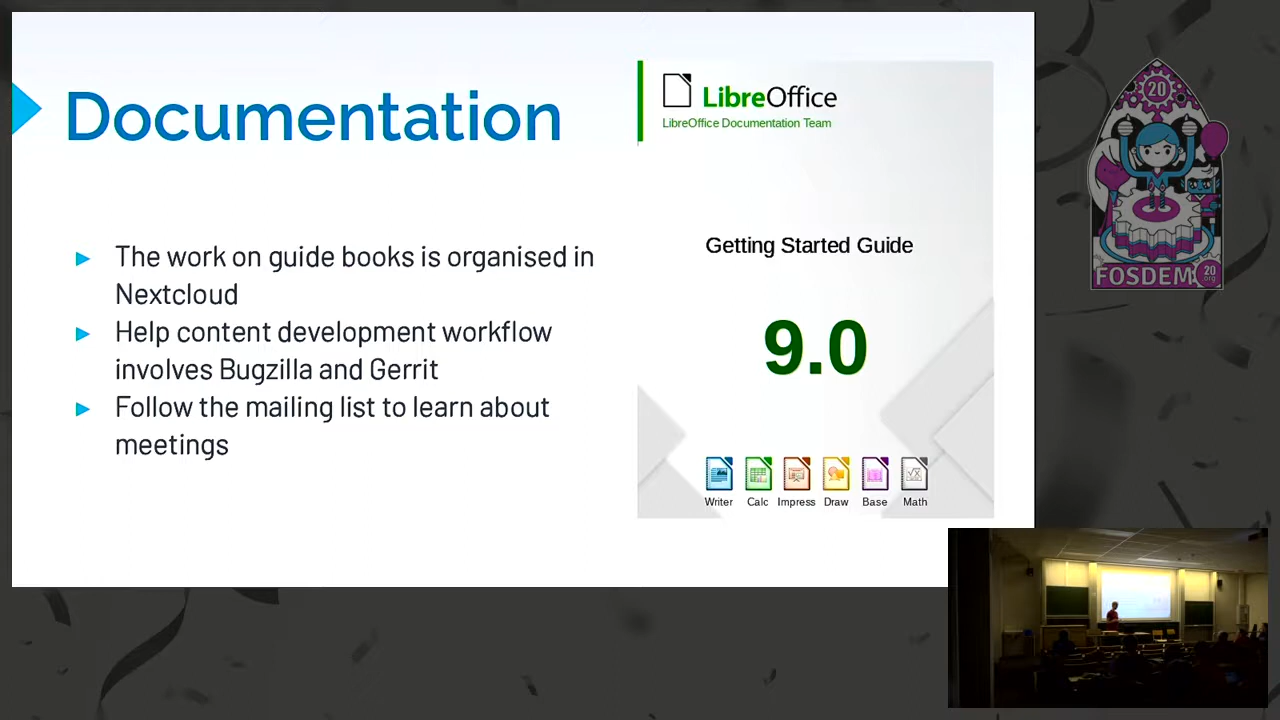 Documentation
The work on guide books is organised in
Nextcloud
Help content development workflow
involves Bugzilla and Gerrit
Follow the mailing list to learn about
meetings
LibreOffice
LibreOffice Documentation Team
Getting Started Guide
9.0
Writer Calc Impress Draw Base Math
20
FOSDEM 20
org